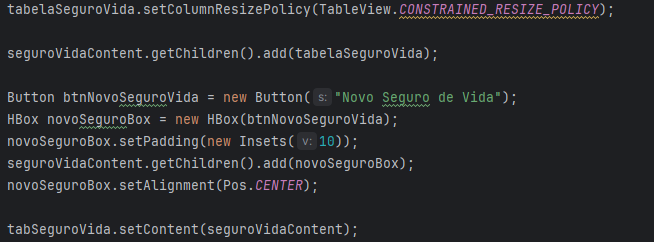 tabelaSeguroVida.setColumnResizePolicy(TableView.CONSTRAINED_RESIZE_POLICY);
seguroVidaContent.getChildren().add(tabelaSeguroVida);
Button btnNovoSeguroVida = new Button( s: "Novo Seguro de Vida");
HBox novoSeguroBox = new HBox(btnNovoSeguroVida);
novoSeguroBox.setPadding(new Insets( v: 10));
seguroVidaContent.getChildren().add(novoSeguroBox);
novoSeguroBox.setAlignment(Pos.CENTER);
tabSeguroVida.setContent(seguroVidaContent);